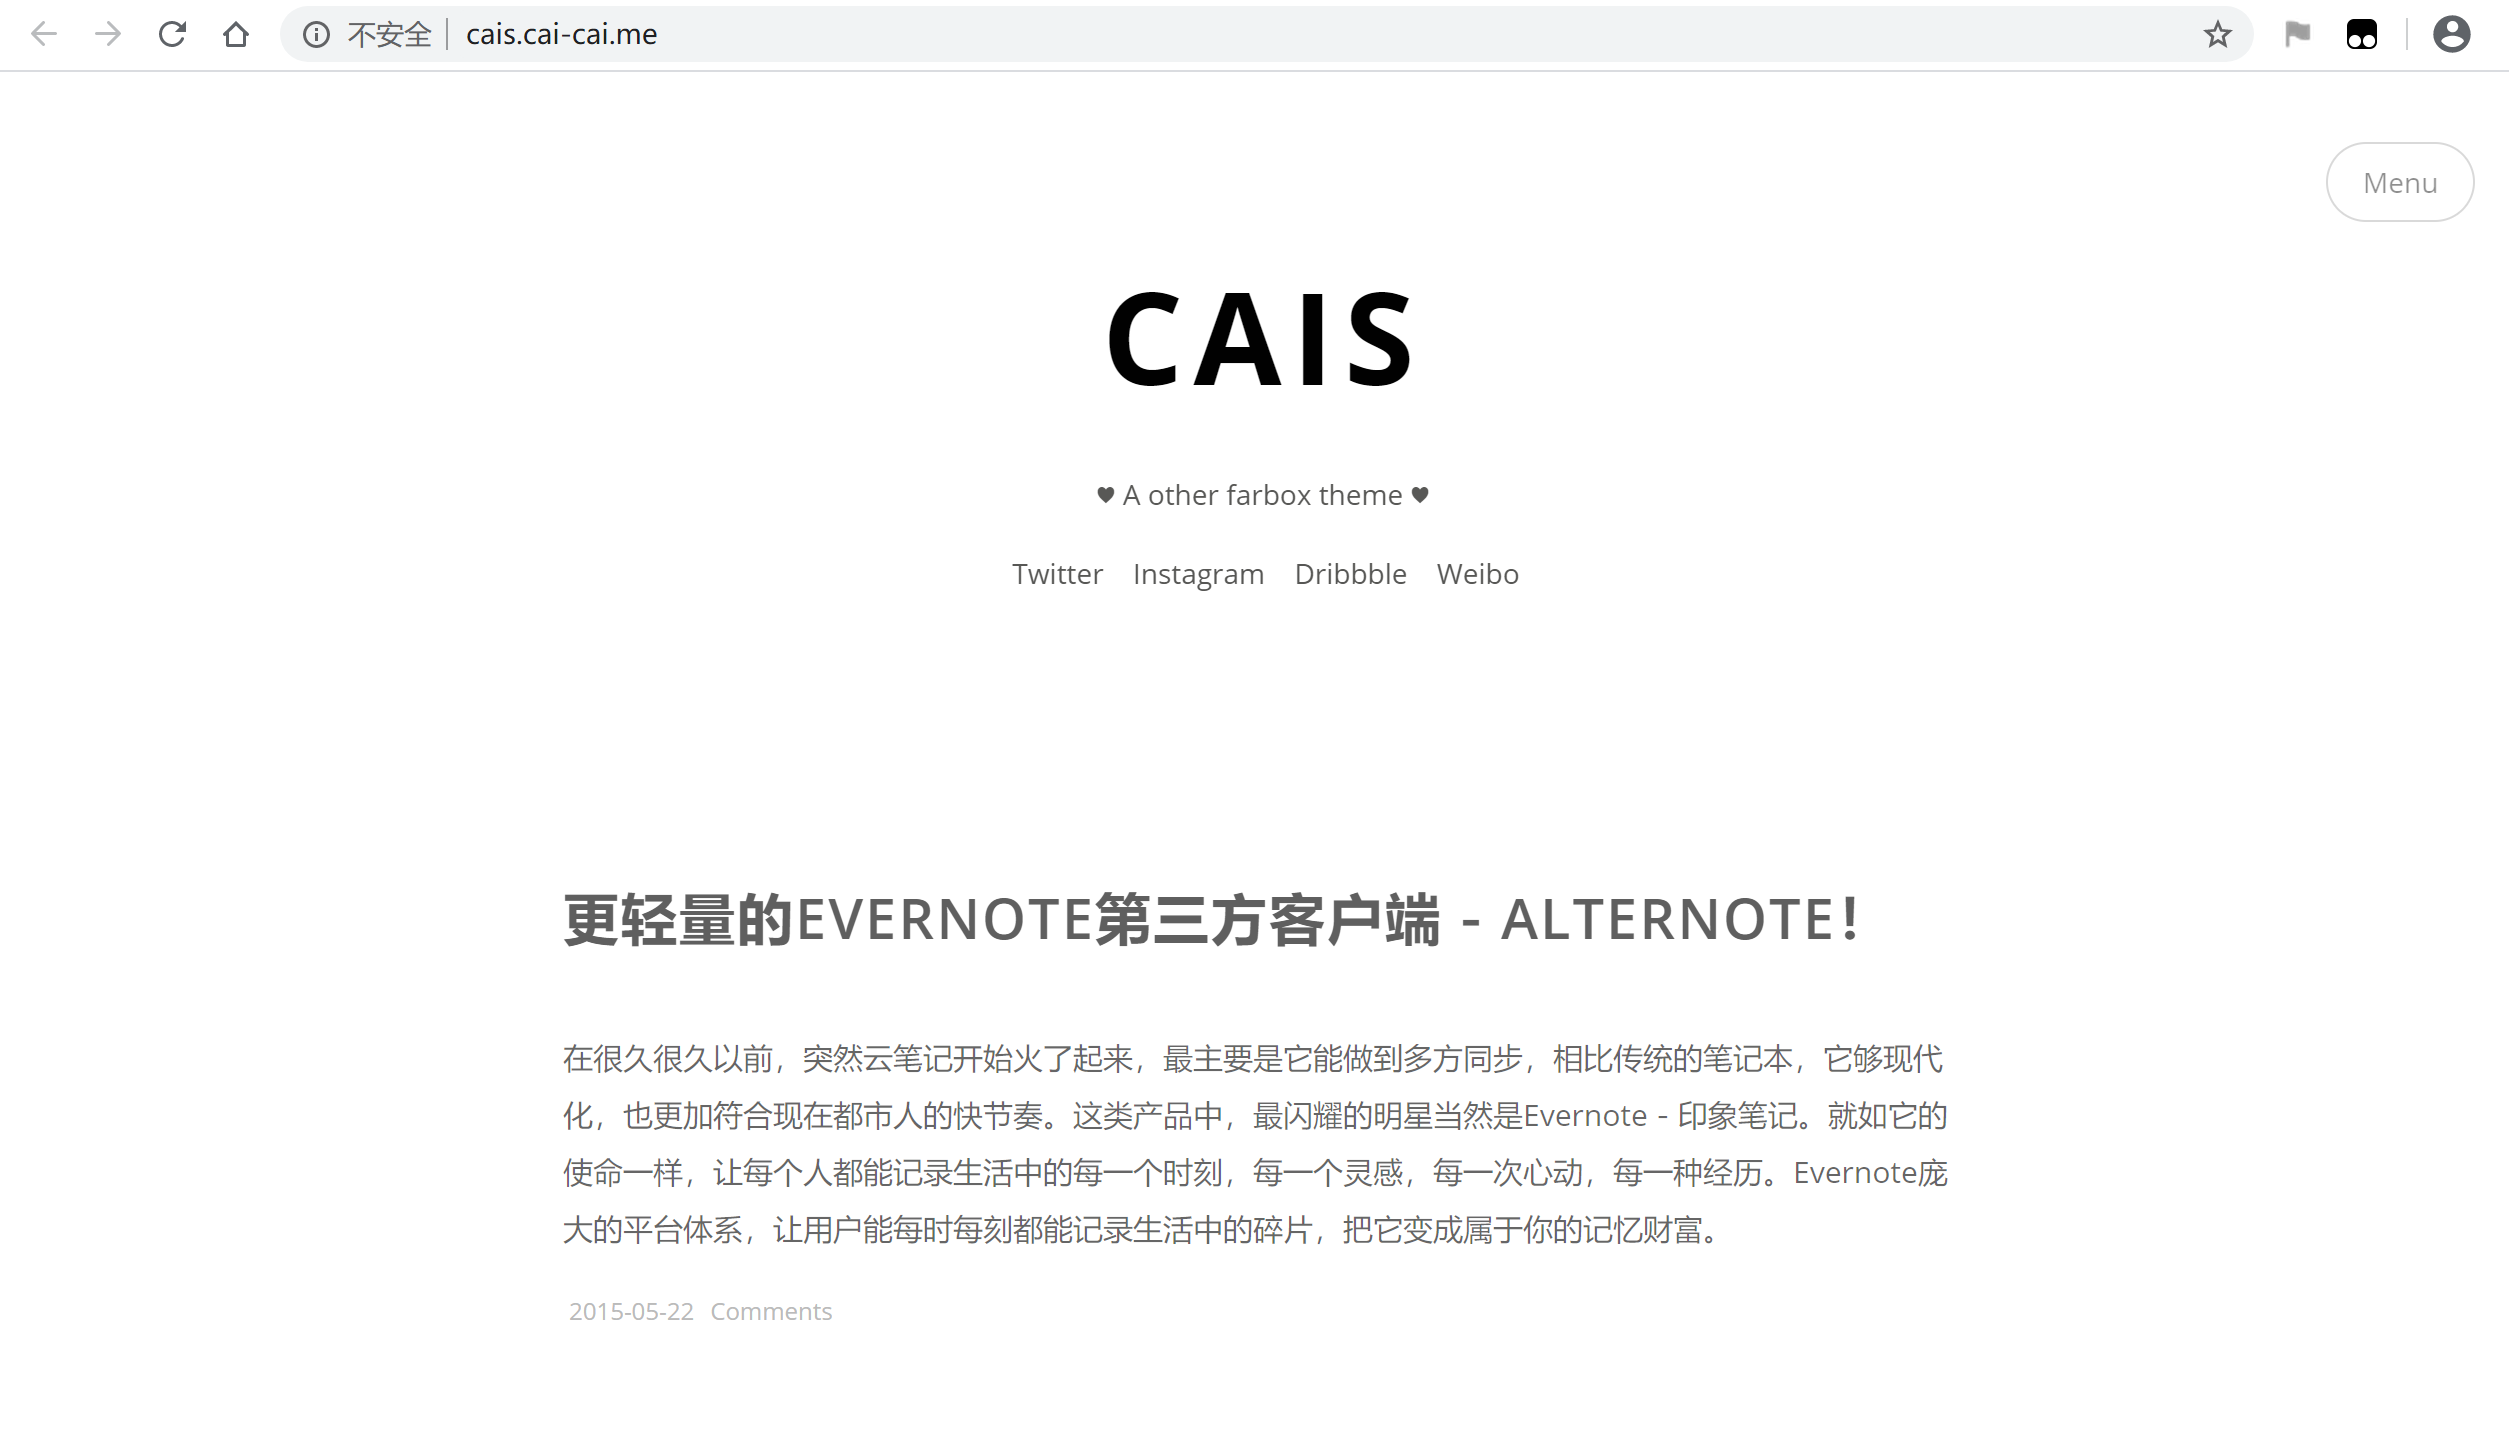 不安全 cais.cai-cai.me
Menu
CAIS
♥ A other farbox theme ♥
Twitter Instagram Dribbble Weibo
更轻量的EVERNOTE第三方客户端 - ALTERNOTE！
在很久很久以前，突然云笔记开始火了起来，最主要是它能做到多方同步，相比传统的笔记本，它够现代
化，也更加符合现在都市人的快节奏。这类产品中，最闪耀的明星当然是Evernote - 印象笔记。就如它的
使命一样，让每个人都能记录生活中的每一个时刻，每一个灵感，每一次心动，每一种经历。Evernote庞
大的平台体系，让用户能每时每刻都能记录生活中的碎片，把它变成属于你的记忆财富。
2015-05-22 Comments